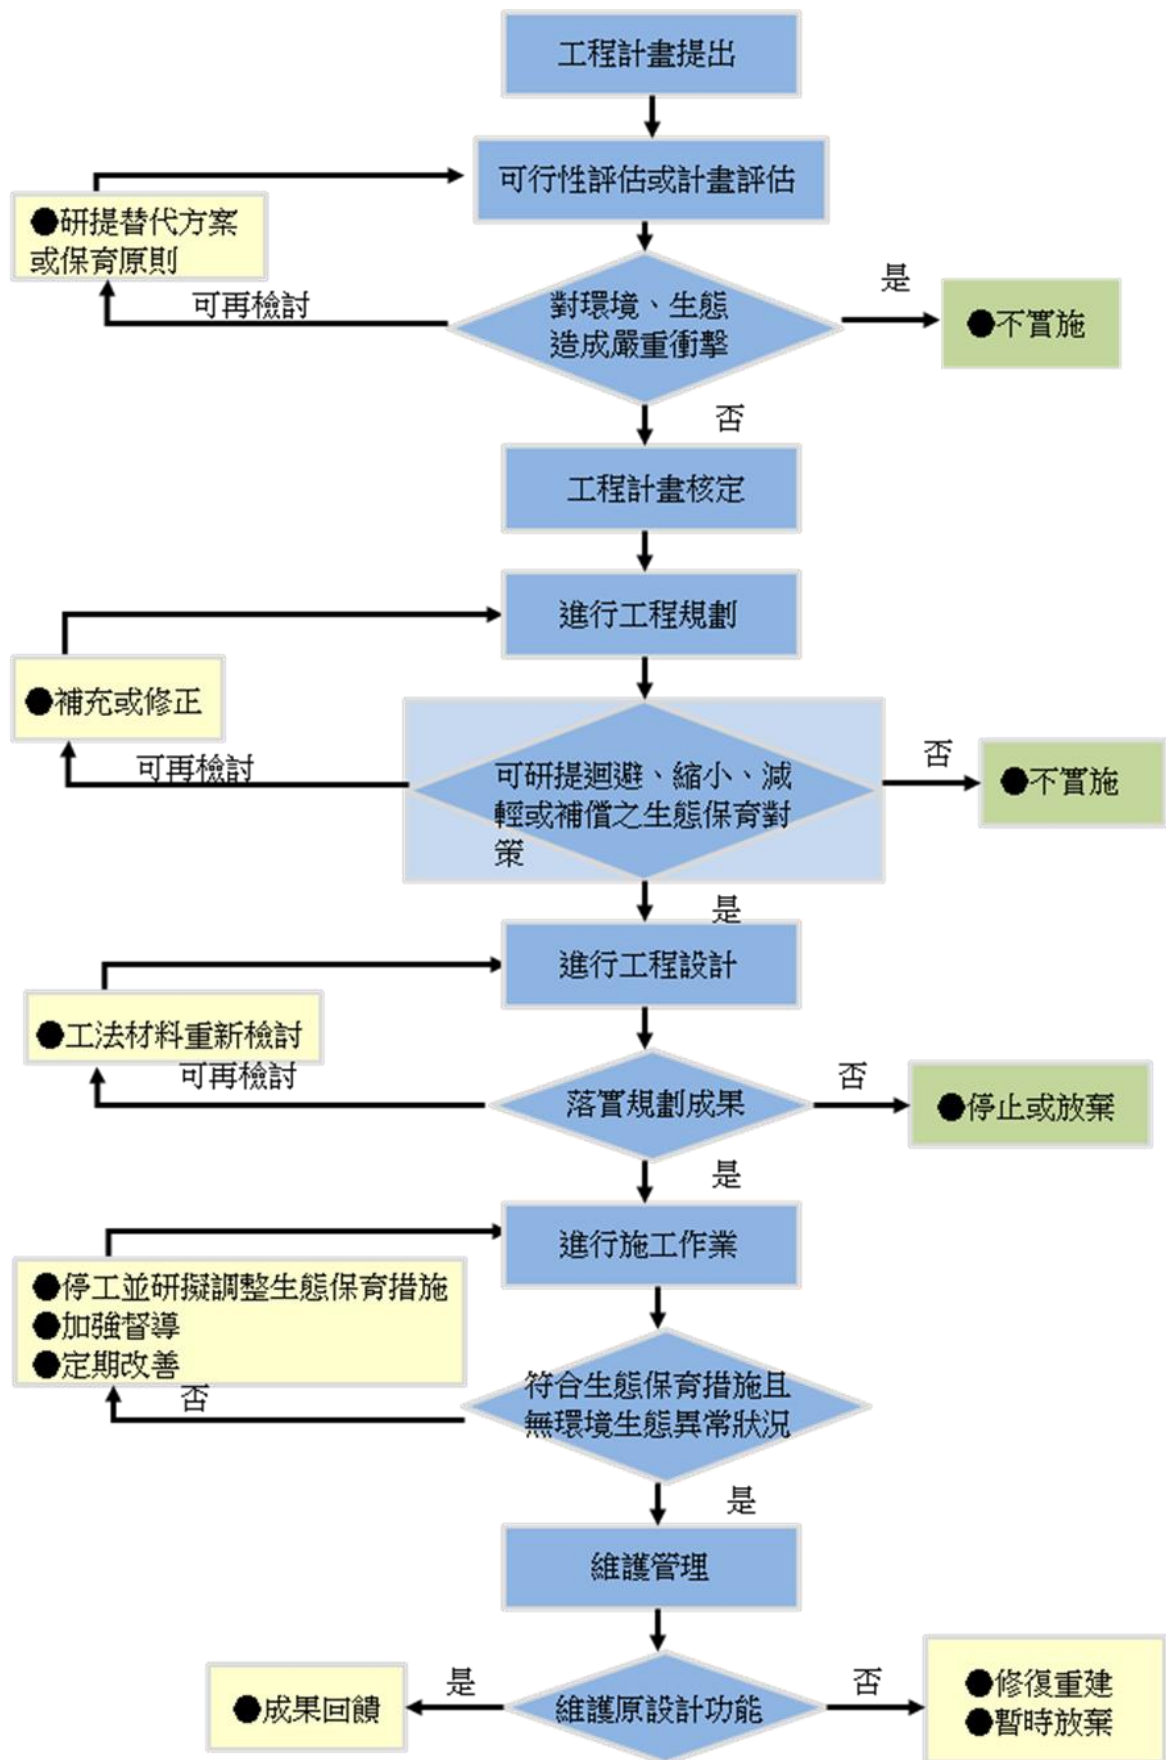 工程計畫提出
可行性評估或計畫評估
●研提替代方案
或保育原則
可再檢討
對環境、生態
造成嚴重衝擊
是
●不實施
否
工程計畫核定
進行工程規劃
●補充或修正
可再檢討
可研提迴避、縮小、減
輕或補償之生態保育對
策
否
●不實施
是
進行工程設計
●工法材料重新檢討
可再檢討
落實規劃成果
否
●停止或放棄
是
進行施工作業
●停工並研擬調整生態保育措施
●加強督導
●定期改善
否
符合生態保育措施且
無環境生態異常狀況
是
維護管理
●成果回饋
是
維護原設計功能
否
●修復重建
●暫時放棄